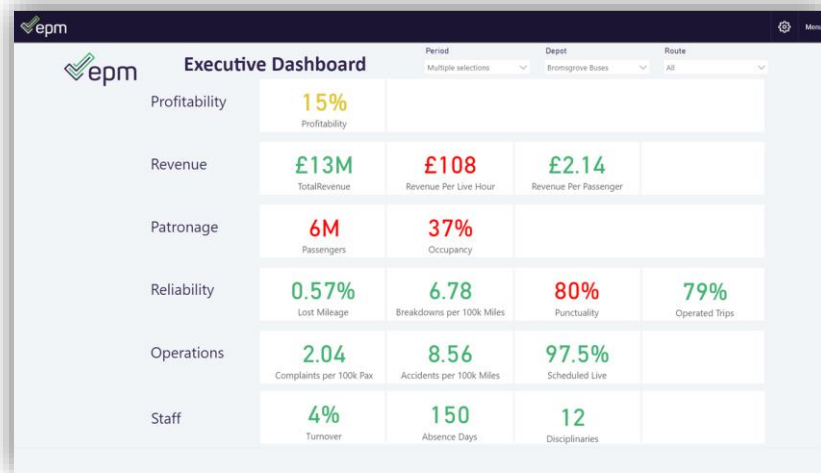 epm
Menu
epm
Executive Dashboard
Period
Depot
Route
Multiple selections
Bromsgrove Buses
All
Profitability
15%
Profitability
Revenue
£13M
£108
£2.14
TotalRevenue
Revenue Per Live Hour
Revenue Per Passenger
Patronage
6M
37%
Passengers
Occupancy
Reliability
0.57%
6.78
80%
79%
Lost Mileage
Breakdowns per 100k Miles
Punctuality
Operated Trips
Operations
2.04
8.56
97.5%
Complaints per 100k Pax
Accidents per 100k Miles
Scheduled Live
Staff
4%
150
12
Turnover
Absence Days
Disciplinaries